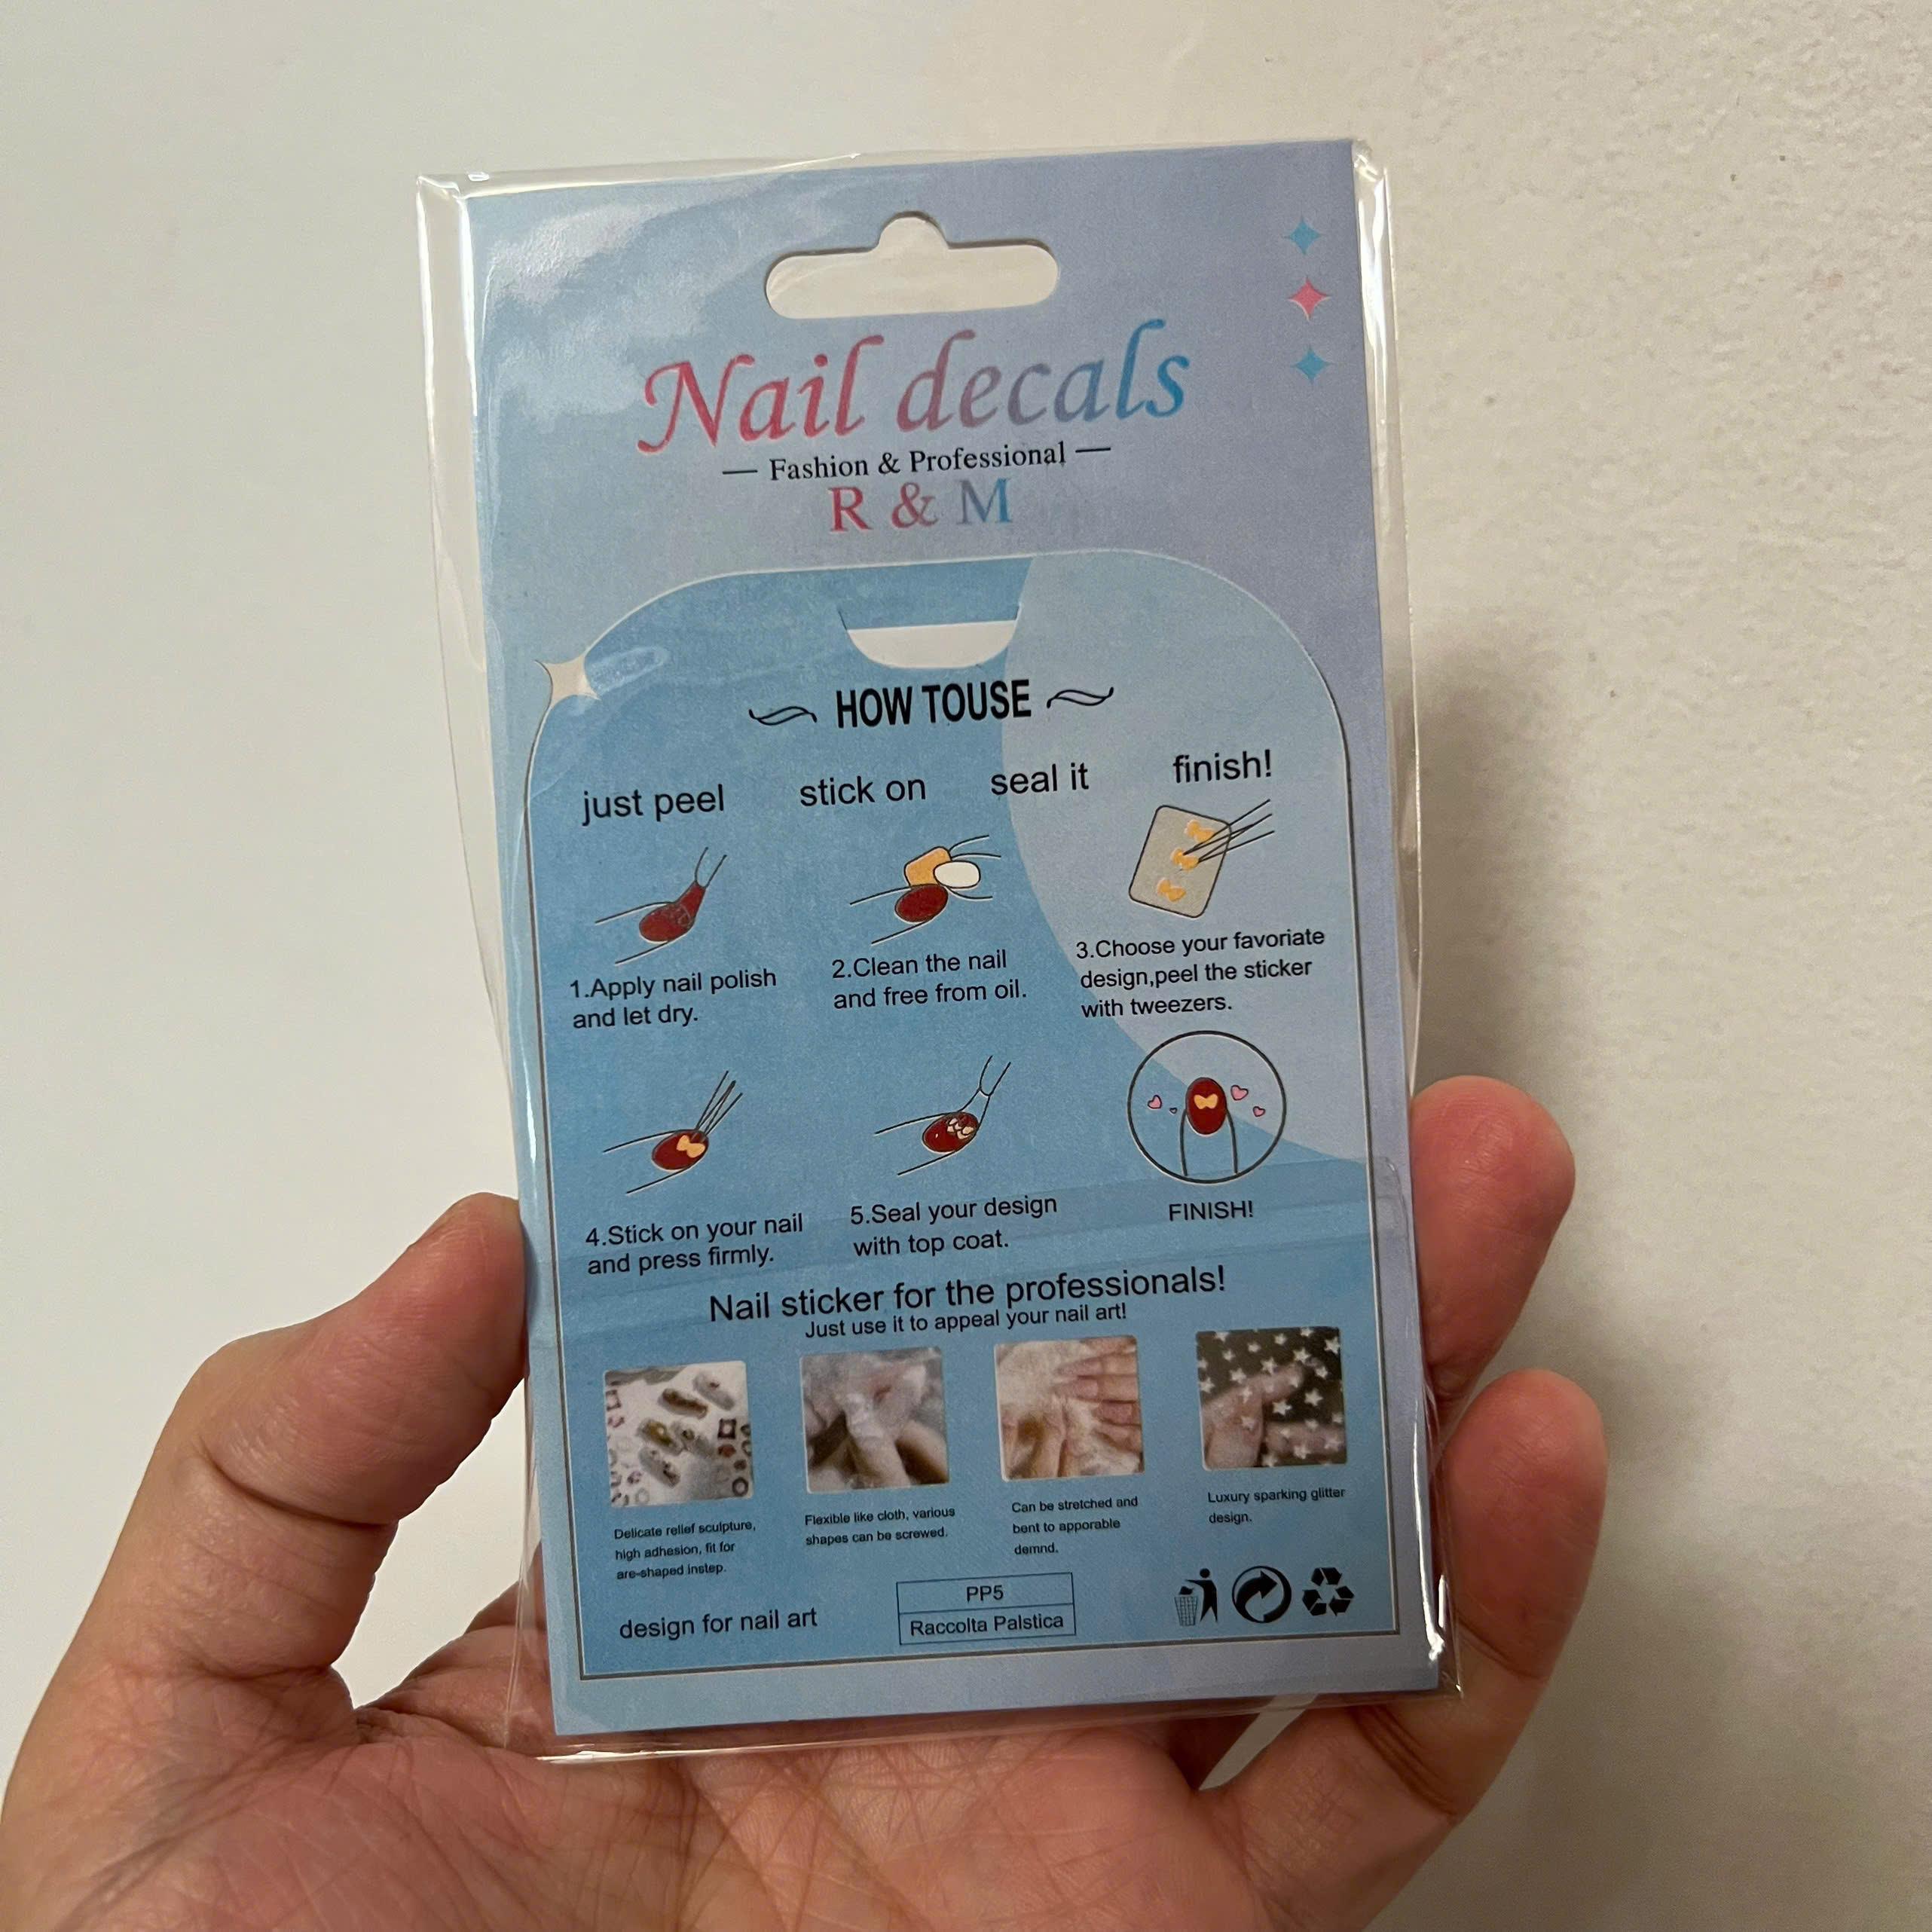 Nail decals
— Fashion & Professional —
R & M
HOW TOUSE
just peel stick on seal it finish!
1.Apply nail polish
and let dry.
2.Clean the nail
and free from oil.
3.Choose your favoriate
design,peel the sticker
with tweezers.
4.Stick on your nail
and press firmly.
5.Seal your design
with top coat.
FINISH!
Nail sticker for the professionals!
Just use it to appeal your nail art!
Delicate relief sculpture,
high adhesion, fit for
are-shaped instep.
Flexible like cloth, various
shapes can be screwed.
Can be stretched and
bent to apporable
demnd.
Luxury sparking glitter
design.
design for nail art
PP5
Raccolta Palstica